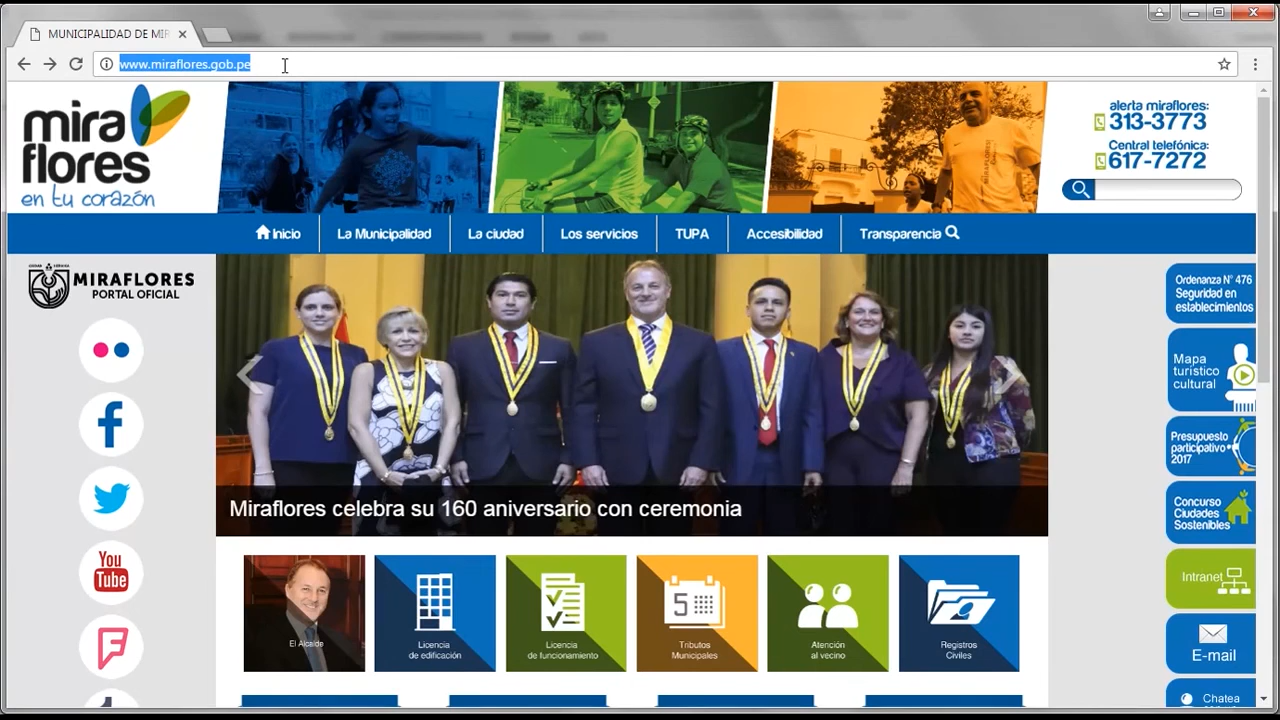 MUNICIPALIDAD DE MIR
www.miraflores.gob.pe
mira
flores
en tu corazón
alerta miraflores:
313-3773
Central telefónica:
617-7272
Inicio
La Municipalidad
La ciudad
Los servicios
TUPA
Accesibilidad
Transparencia
MIRAFLORES
PORTAL OFICIAL
You
Tube
Miraflores celebra su 160 aniversario con ceremonia
El Alcalde
Licencia
de edificación
Licencia
de funcionamiento
5
Tributos
Municipales
Atención
al vecino
Registros
Civiles
Ordenanza N° 476
Seguridad en
establecimientos
Mapa
turístico
cultural
Presupuesto
participativo
2017
Concurso
Ciudades
Sostenibles
Intranet
E-mail
Chatea